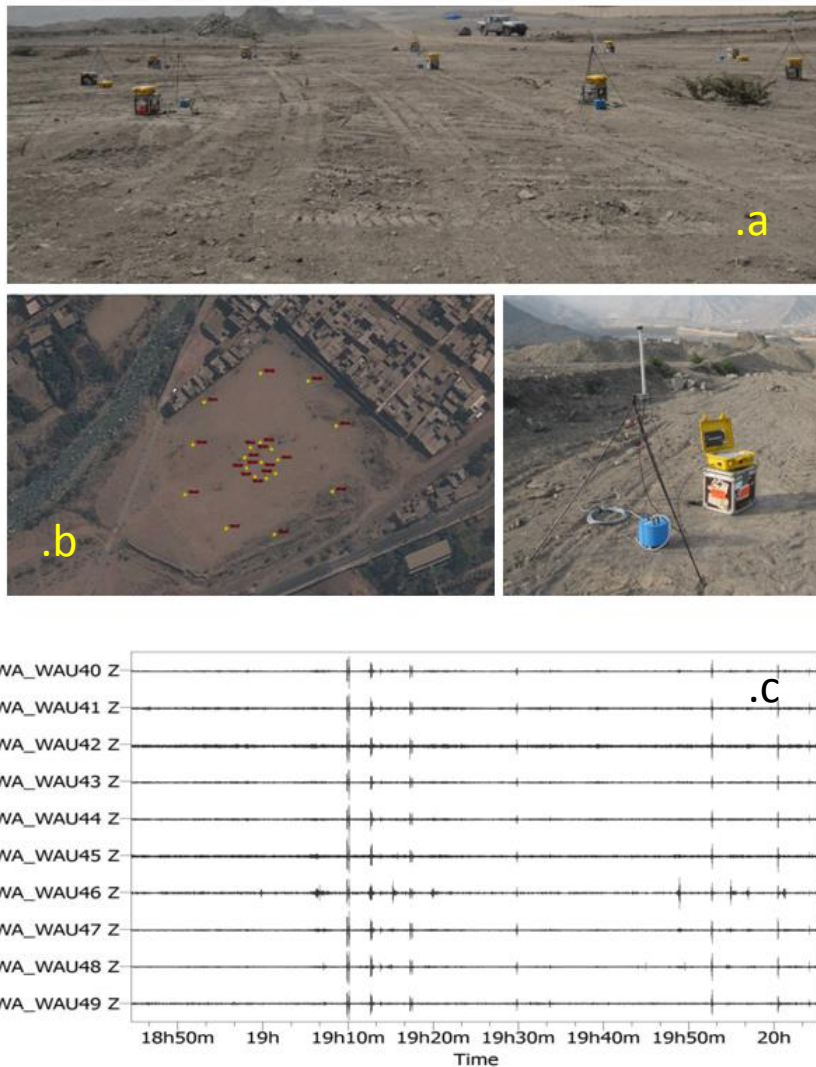 .a
.b
WA_WAU40 Z
WA_WAU41 Z
WA_WAU42 Z
WA_WAU43 Z
WA_WAU44 Z
WA_WAU45 Z
WA_WAU46 Z
WA_WAU47 Z
WA_WAU48 Z
WA_WAU49 Z
.c
18h50m 19h 19h10m 19h20m 19h30m 19h40m 19h50m 20h
Time